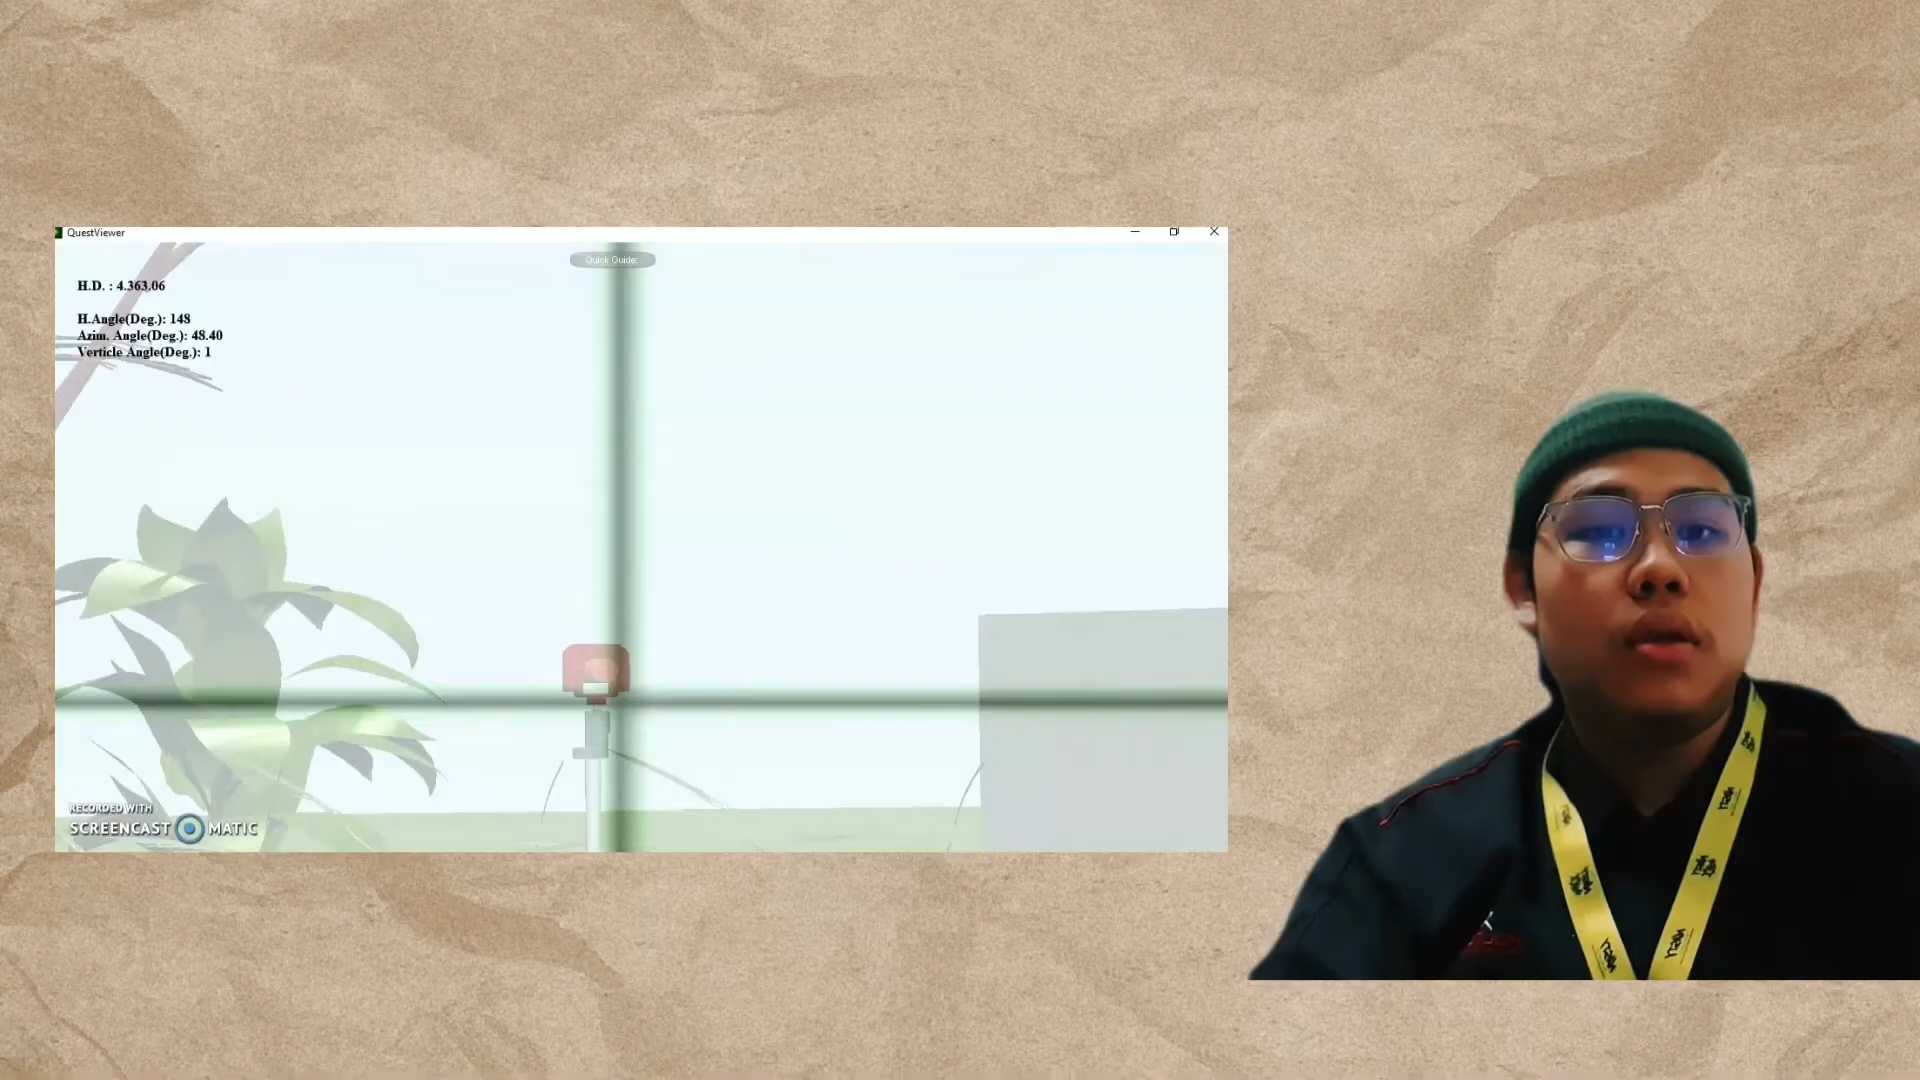 QuestViewer
Quick Guide:
H.D. : 4.363.06
H.Angle(Deg.): 148
Azim. Angle(Deg.): 48.40
Verticle Angle(Deg.): 1
RECORDED WITH
SCREENCAST MATIC